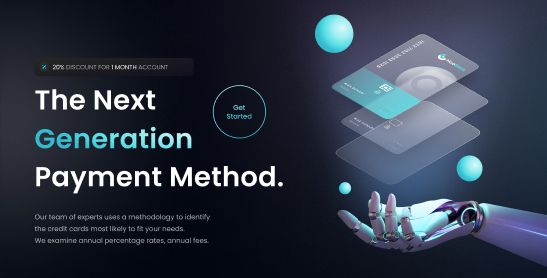 20% DISCOUNT FOR 1 MONTH ACCOUNT
The Next
Generation
Payment Method.
Get
Started
Our team of experts uses a methodology to identify
the credit cards most likely to fit your needs.
We examine annual percentage rates, annual fees.